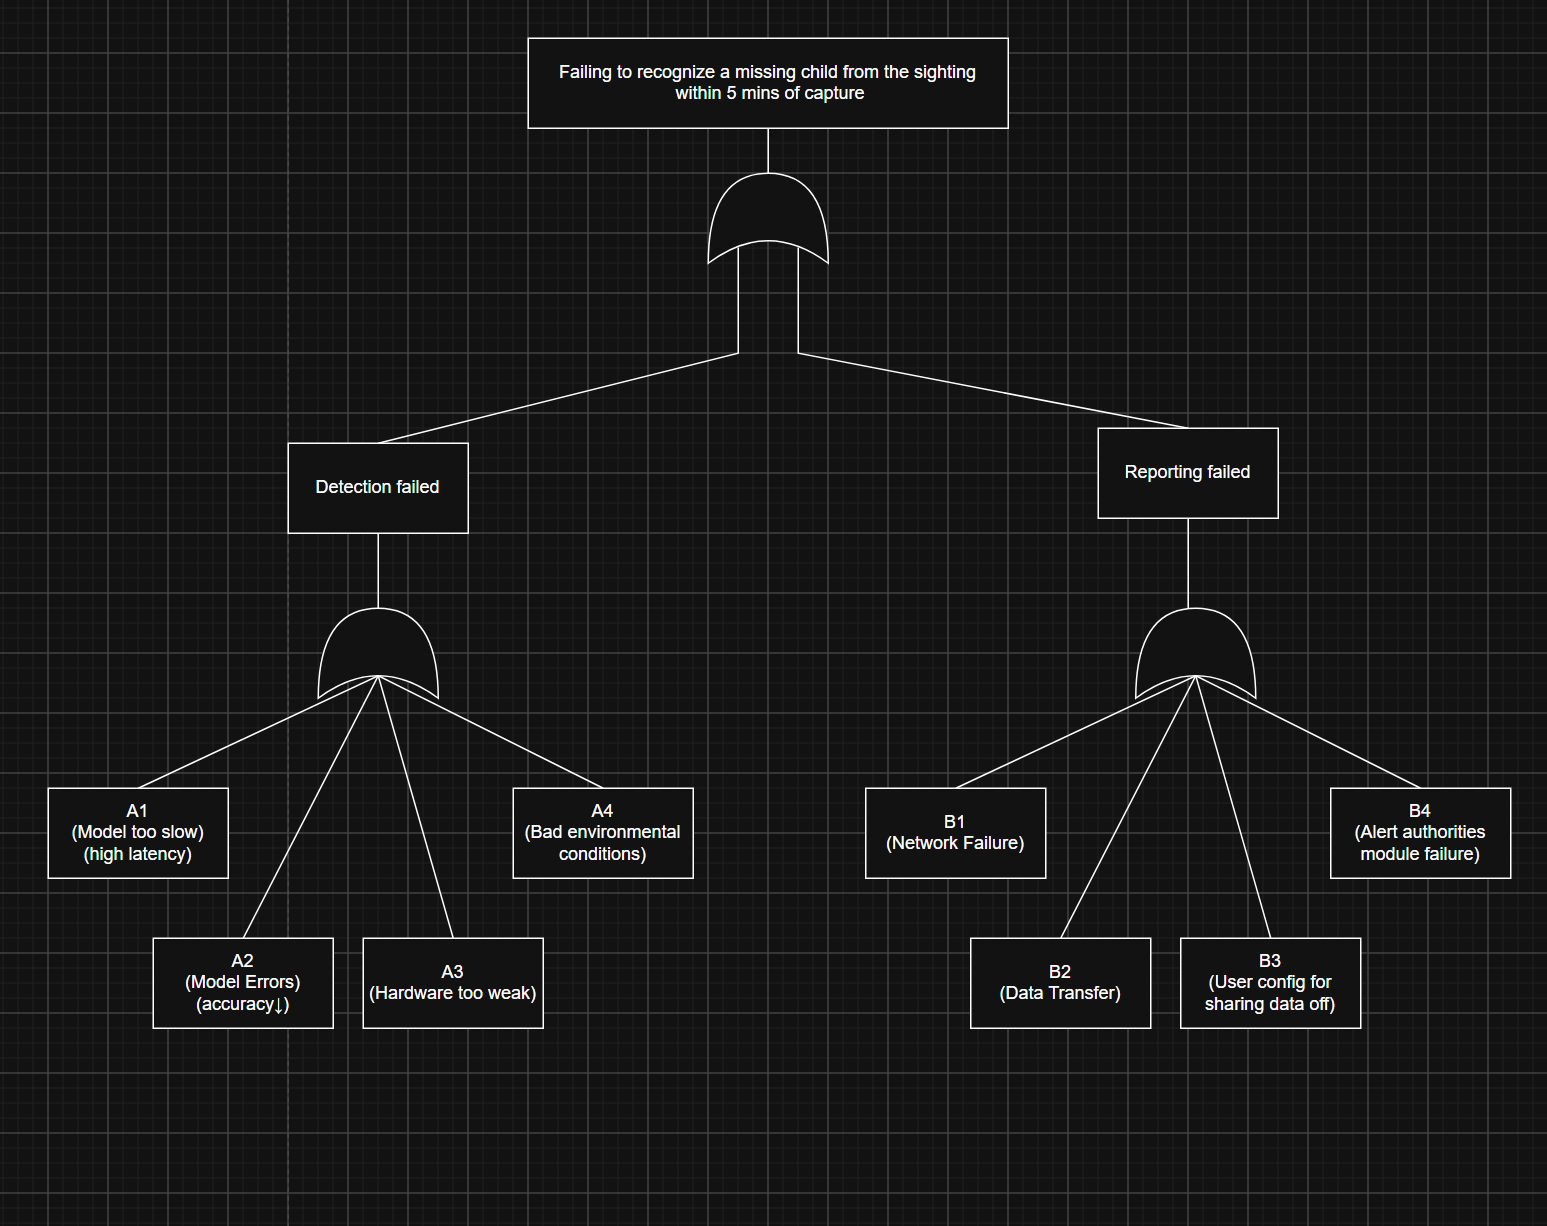 Failing to recognize a missing child from the sighting
within 5 mins of capture
Detection failed
Reporting failed
A1
(Model too slow)
(high latency)
A4
(Bad environmental
conditions)
B1
(Network Failure)
B4
(Alert authorities
module failure)
A2
(Model Errors)
(accuracy↓)
A3
(Hardware too weak)
B2
(Data Transfer)
B3
(User config for
sharing data off)